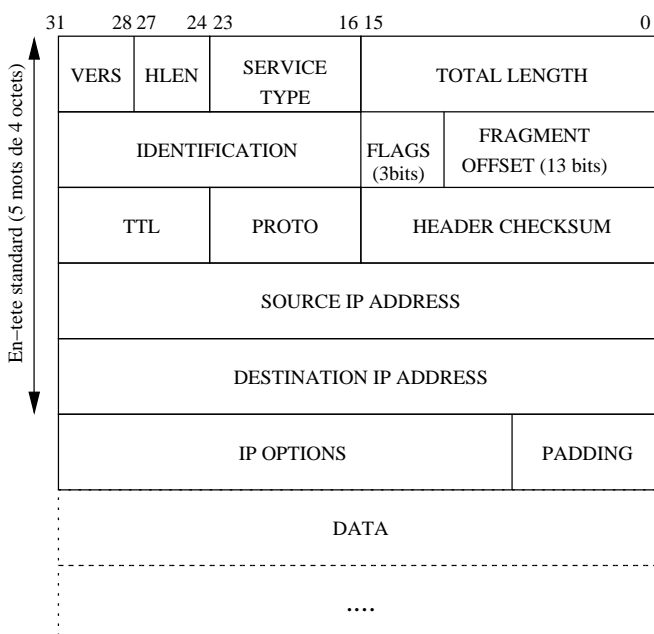 31 28 27 24 23 16 15 0
VERS HLEN SERVICE TYPE TOTAL LENGTH
IDENTIFICATION FLAGS (3bits) FRAGMENT OFFSET (13 bits)
TTL PROTO HEADER CHECKSUM
SOURCE IP ADDRESS
DESTINATION IP ADDRESS
IP OPTIONS PADDING
DATA
....
En-tete standard (5 mots de 4 octets)